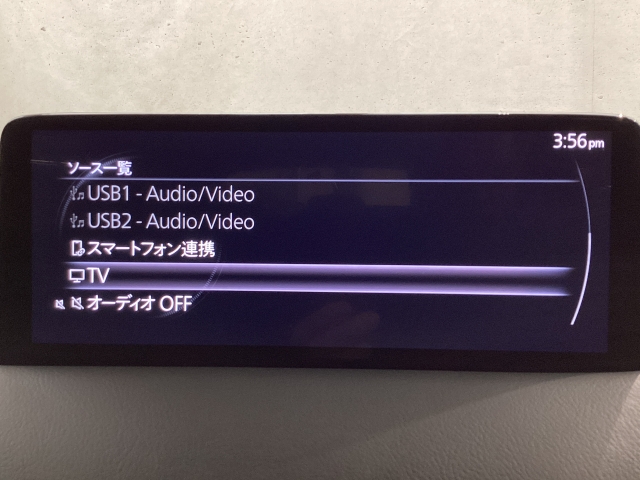 3:56pm
ソース一覧
USB1 - Audio/Video
USB2 - Audio/Video
スマートフォン連携
TV
オーディオ OFF